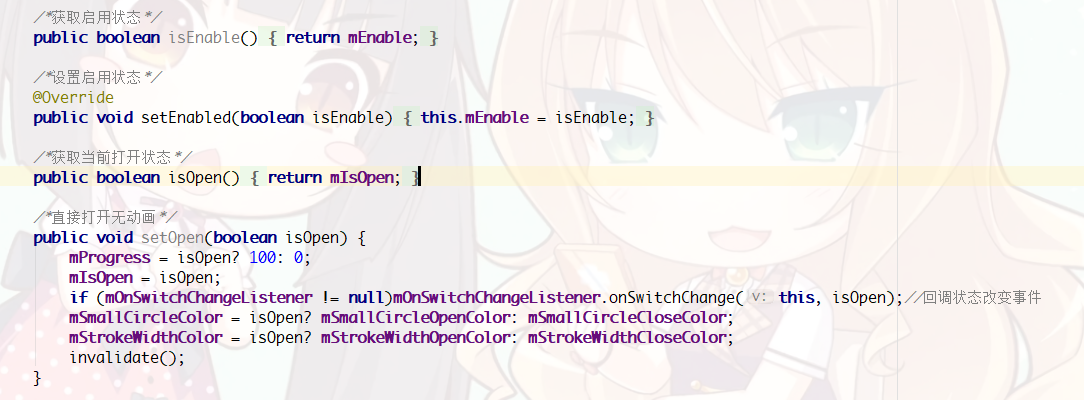 /*获取启用状态*/
public boolean isEnable() { return mEnable; }
/*设置启用状态*/
@Override
public void setEnabled(boolean isEnable) { this.mEnable = isEnable; }
/*获取当前打开状态*/
public boolean isOpen() { return mIsOpen; }
/*直接打开无动画*/
public void setOpen(boolean isOpen) {
mProgress = isOpen? 100: 0;
mIsOpen = isOpen;
if (mOnSwitchChangeListener != null)mOnSwitchChangeListener.onSwitchChange( v: this, isOpen);//回调状态改变事件
mSmallCircleColor = isOpen? mSmallCircleOpenColor: mSmallCircleCloseColor;
mStrokeWidthColor = isOpen? mStrokeWidthOpenColor: mStrokeWidthCloseColor;
invalidate();
}